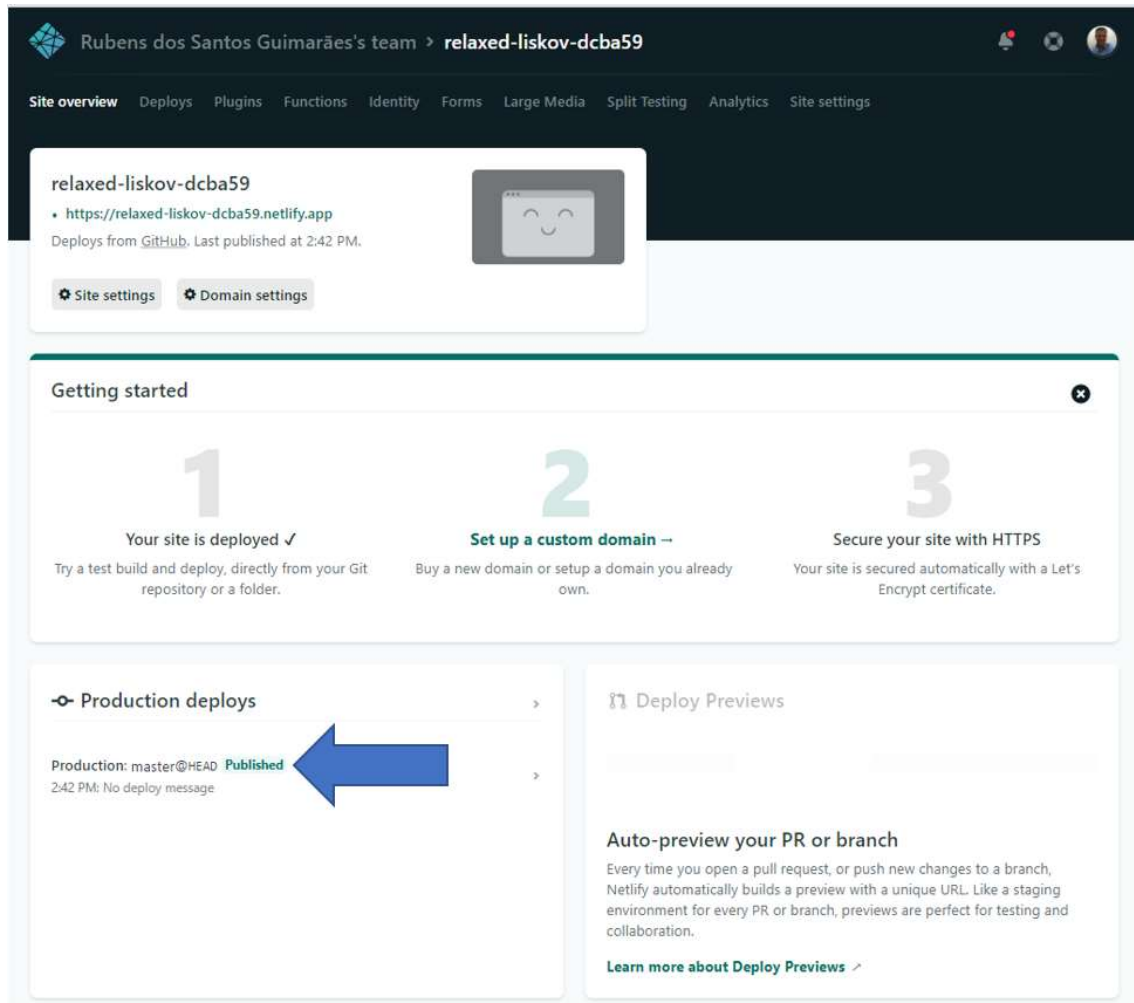 Rubens dos Santos Guimarães's team > relaxed-liskov-dcba59
Site overview Deploys Plugins Functions Identity Forms Large Media Split Testing Analytics Site settings
relaxed-liskov-dcba59
• https://relaxed-liskov-dcba59.netlify.app
Deploys from GitHub. Last published at 2:42 PM.
Site settings Domain settings
Getting started
1
Your site is deployed ✓
Try a test build and deploy, directly from your Git
repository or a folder.
2
Set up a custom domain →
Buy a new domain or setup a domain you already
own.
3
Secure your site with HTTPS
Your site is secured automatically with a Let's
Encrypt certificate.
Production deploys
Production: master@HEAD Published
2:42 PM: No deploy message
Deploy Previews
Auto-preview your PR or branch
Every time you open a pull request, or push new changes to a branch,
Netlify automatically builds a preview with a unique URL. Like a staging
environment for every PR or branch, previews are perfect for testing and
collaboration.
Learn more about Deploy Previews ↗